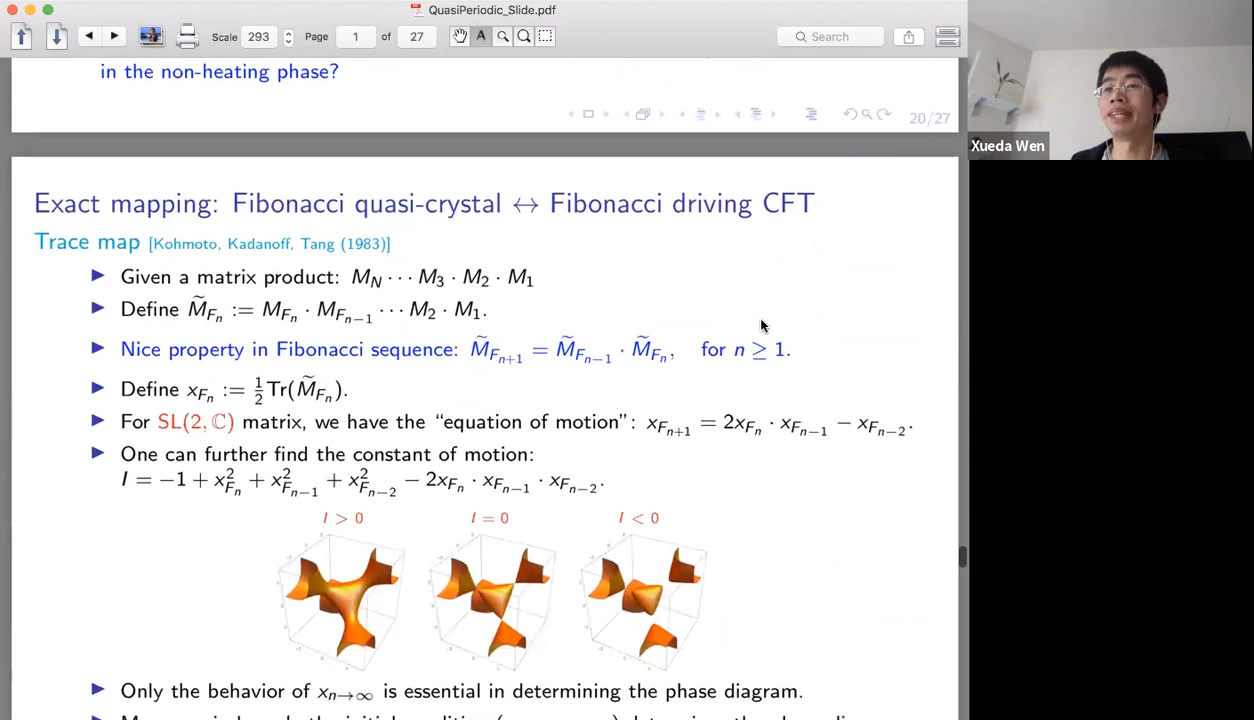 QuasiPeriodic_Slide.pdf
Scale 293 Page 1 of 27 Search
in the non-heating phase?
20/27
Xueda Wen
Exact mapping: Fibonacci quasi-crystal ↔ Fibonacci driving CFT
Trace map [Kohmoto, Kadanoff, Tang (1983)]
Given a matrix product: M_N ⋯ M_3 · M_2 · M_1
Define M̃_{F_n} := M_{F_n} · M_{F_{n−1}} ⋯ M_2 · M_1.
Nice property in Fibonacci sequence: M̃_{F_{n+1}} = M̃_{F_{n−1}} · M̃_{F_n}, for n ≥ 1.
Define x_{F_n} := ½Tr(M̃_{F_n}).
For SL(2, ℂ) matrix, we have the “equation of motion”: x_{F_{n+1}} = 2x_{F_n} · x_{F_{n−1}} − x_{F_{n−2}}.
One can further find the constant of motion:
I = −1 + x²_{F_n} + x²_{F_{n−1}} + x²_{F_{n−2}} − 2x_{F_n} · x_{F_{n−1}} · x_{F_{n−2}}.
I > 0 I = 0 I < 0
Only the behavior of x_{n→∞} is essential in determining the phase diagram.